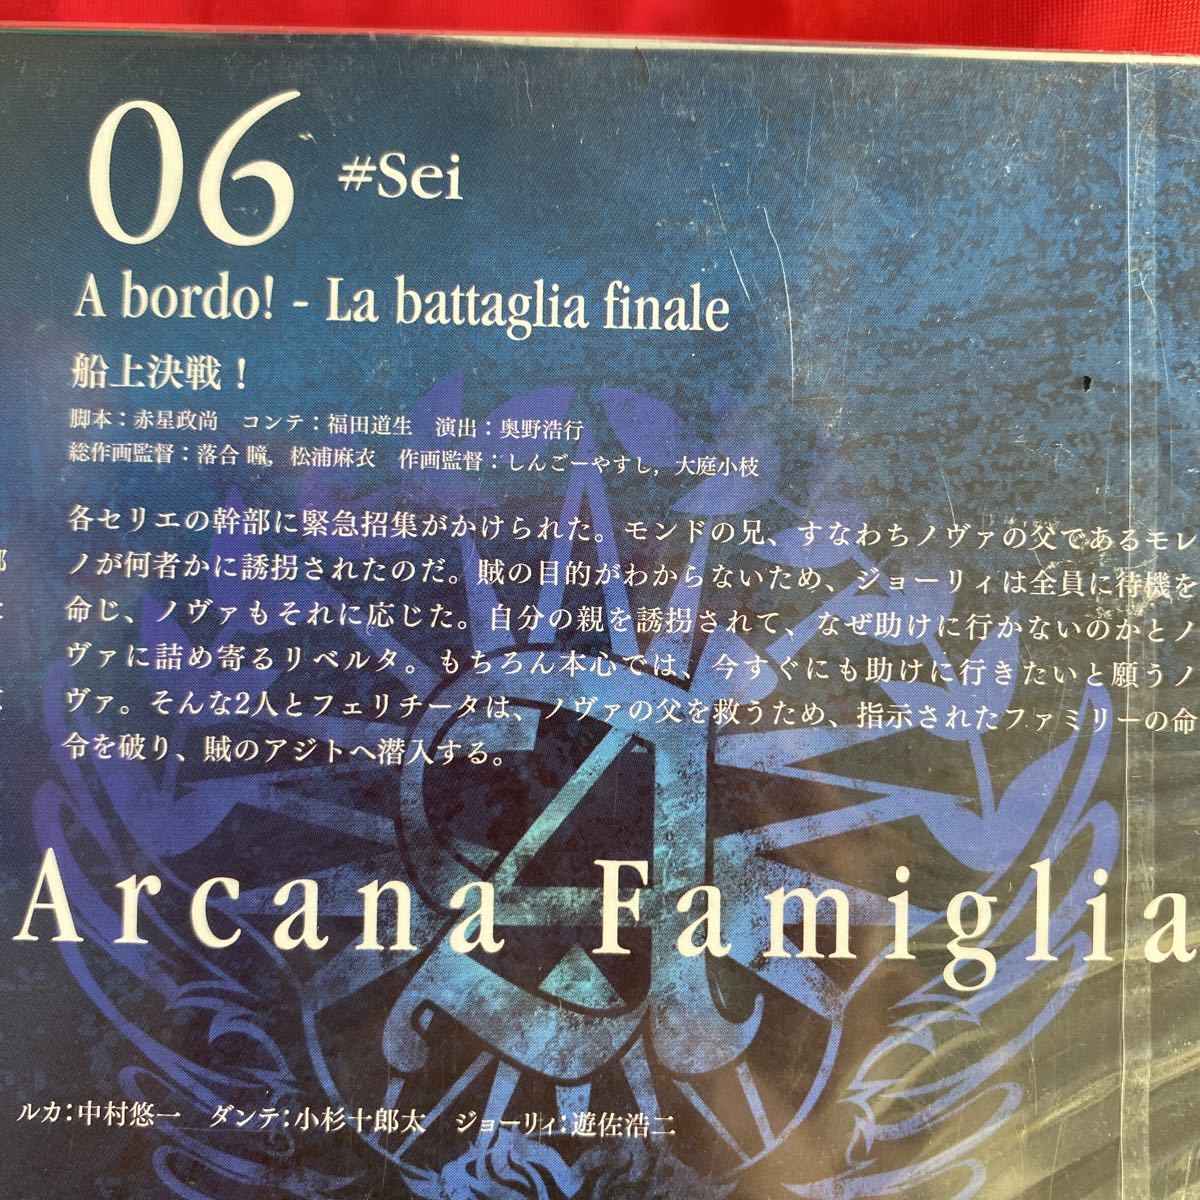 06 #Sei
A bordo! - La battaglia finale
船上決戦！
脚本：赤星政尚　コンテ：福田道生　演出：奥野浩行
総作画監督：落合 瞳，松浦麻衣　作画監督：しんごーやすし，大庭小枝
各セリエの幹部に緊急招集がかけられた。モンドの兄、すなわちノヴァの父であるモレ
ノが何者かに誘拐されたのだ。賊の目的がわからないため、ジョーリィは全員に待機を
命じ、ノヴァもそれに応じた。自分の親を誘拐されて、なぜ助けに行かないのかとノ
ヴァに詰め寄るリベルタ。もちろん本心では、今すぐにも助けに行きたいと願うノ
ヴァ。そんな2人とフェリチータは、ノヴァの父を救うため、指示されたファミリーの命
令を破り、賊のアジトへ潜入する。
Arcana Famiglia
ルカ：中村悠一　ダンテ：小杉十郎太　ジョーリィ：遊佐浩二